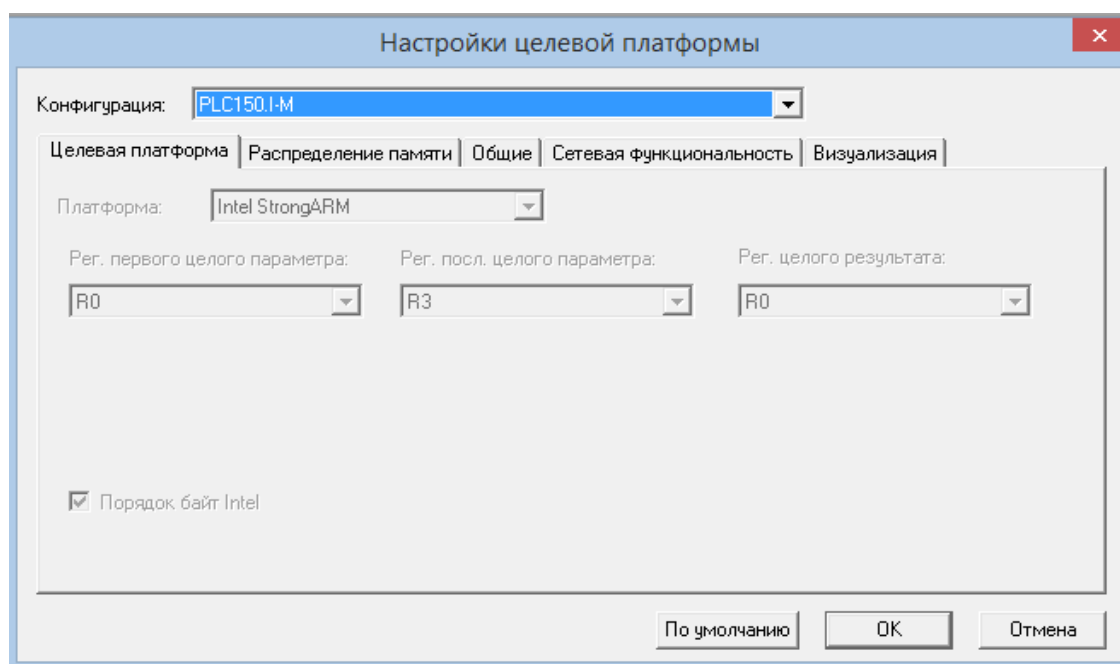 Настройки целевой платформы
Конфигурация: PLC150.I-M
Целевая платформа Распределение памяти Общие Сетевая функциональность Визуализация
Платформа: Intel StrongARM
Рег. первого целого параметра: Рег. посл. целого параметра: Рег. целого результата:
R0 R3 R0
Порядок байт Intel
По умолчанию OK Отмена